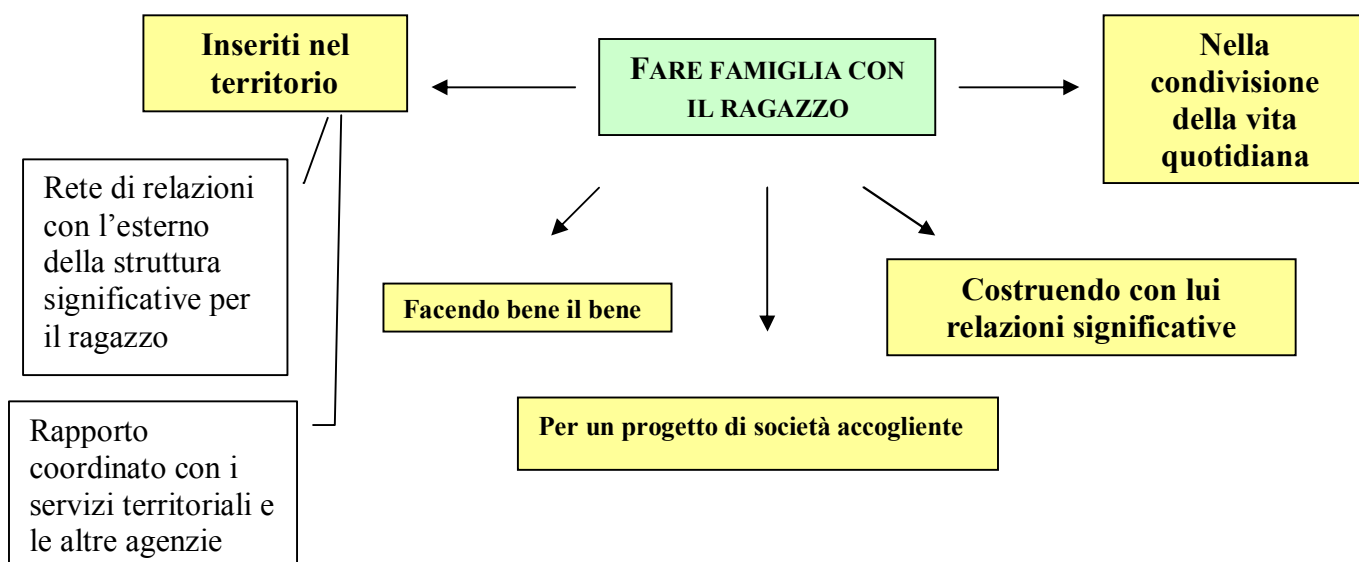 Inseriti nel
territorio
FARE FAMIGLIA CON
IL RAGAZZO
Nella
condivisione
della vita
quotidiana
Rete di relazioni
con l’esterno
della struttura
significative per
il ragazzo
Facendo bene il bene
Costruendo con lui
relazioni significative
Per un progetto di società accogliente
Rapporto
coordinato con i
servizi territoriali e
le altre agenzie